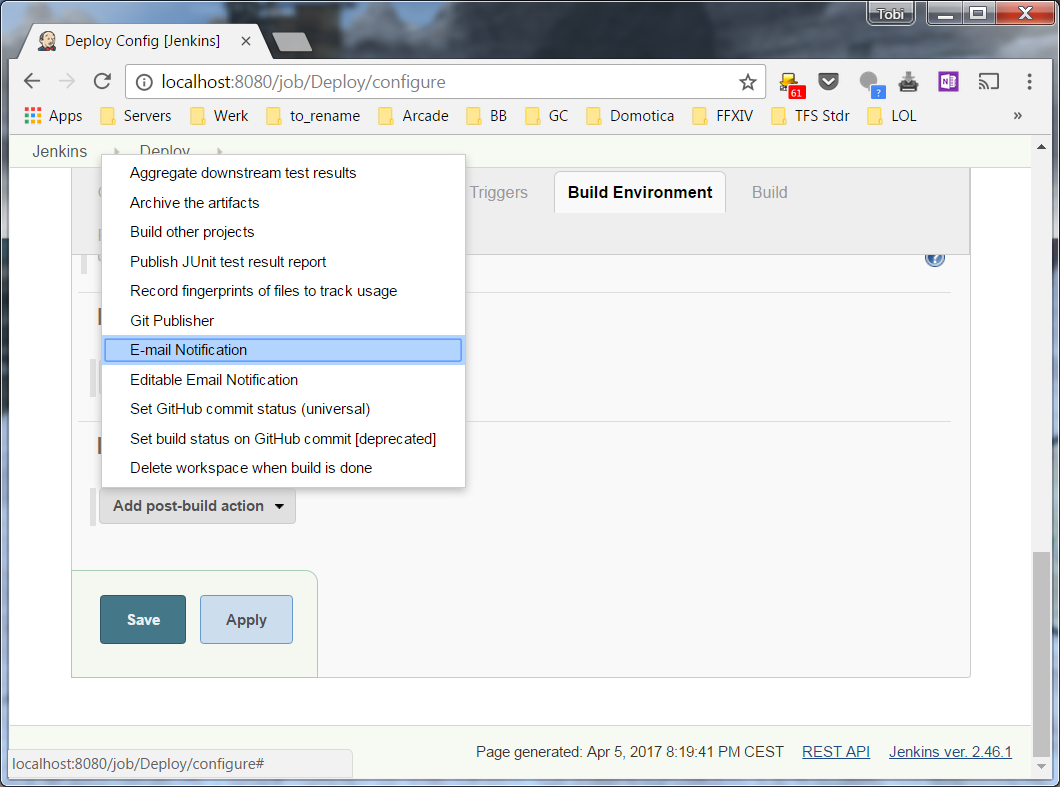 Tobi
Deploy Config [Jenkins]
localhost:8080/job/Deploy/configure
61
?
N
Apps Servers Werk to_rename Arcade BB GC Domotica FFXIV TFS Stdr LOL »
Jenkins Deploy
Triggers Build Environment Build
?
Aggregate downstream test results
Archive the artifacts
Build other projects
Publish JUnit test result report
Record fingerprints of files to track usage
Git Publisher
E-mail Notification
Editable Email Notification
Set GitHub commit status (universal)
Set build status on GitHub commit [deprecated]
Delete workspace when build is done
Add post-build action
Save Apply
Page generated: Apr 5, 2017 8:19:41 PM CEST REST API Jenkins ver. 2.46.1
localhost:8080/job/Deploy/configure#